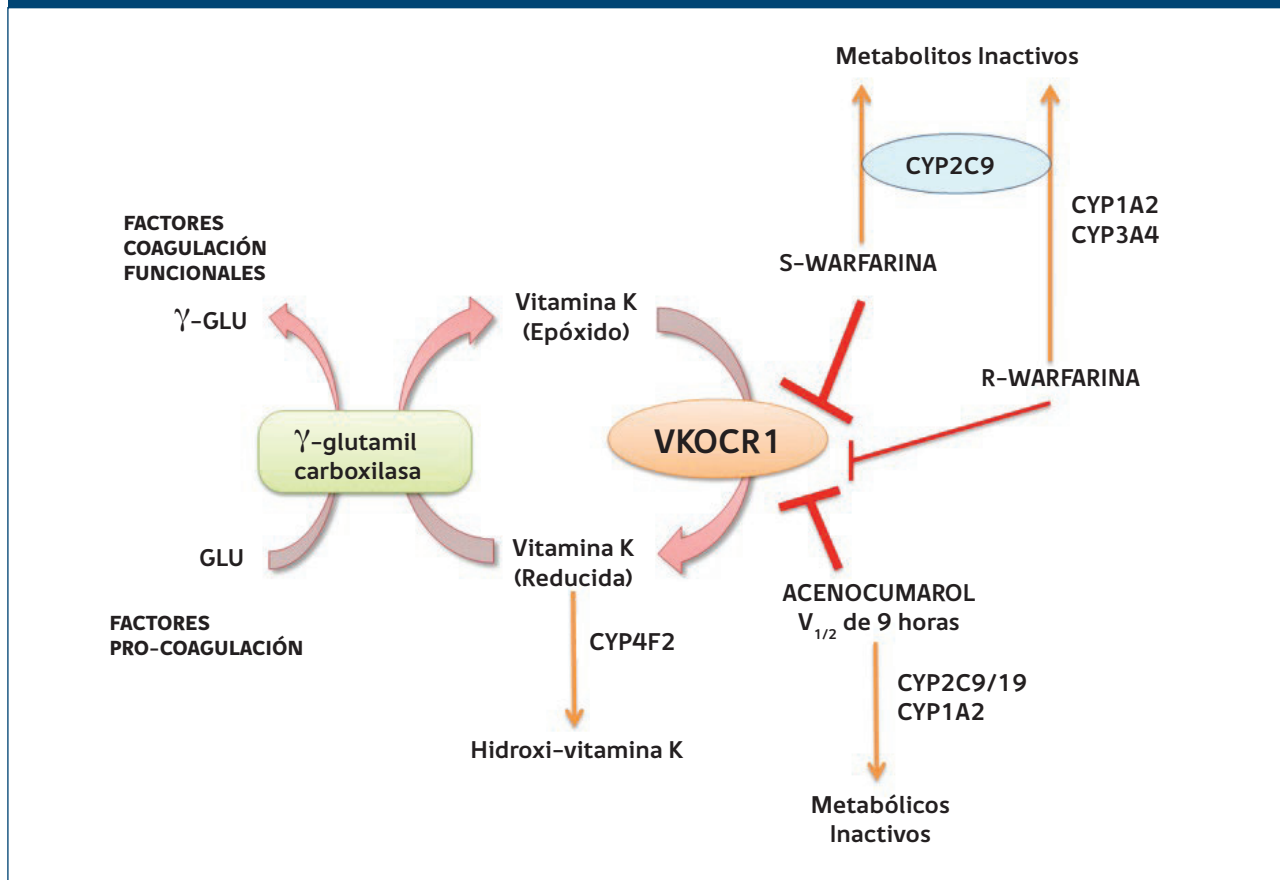 Metabolitos Inactivos
CYP2C9
CYP1A2
CYP3A4
FACTORES
COAGULACIÓN
FUNCIONALES
S-WARFARINA
γ-GLU
Vitamina K
(Epóxido)
R-WARFARINA
γ-glutamil
carboxilasa
VKOCR1
GLU
Vitamina K
(Reducida)
ACENOCUMAROL
V1/2 de 9 horas
FACTORES
PRO-COAGULACIÓN
CYP4F2
CYP2C9/19
CYP1A2
Hidroxi-vitamina K
Metabólicos
Inactivos